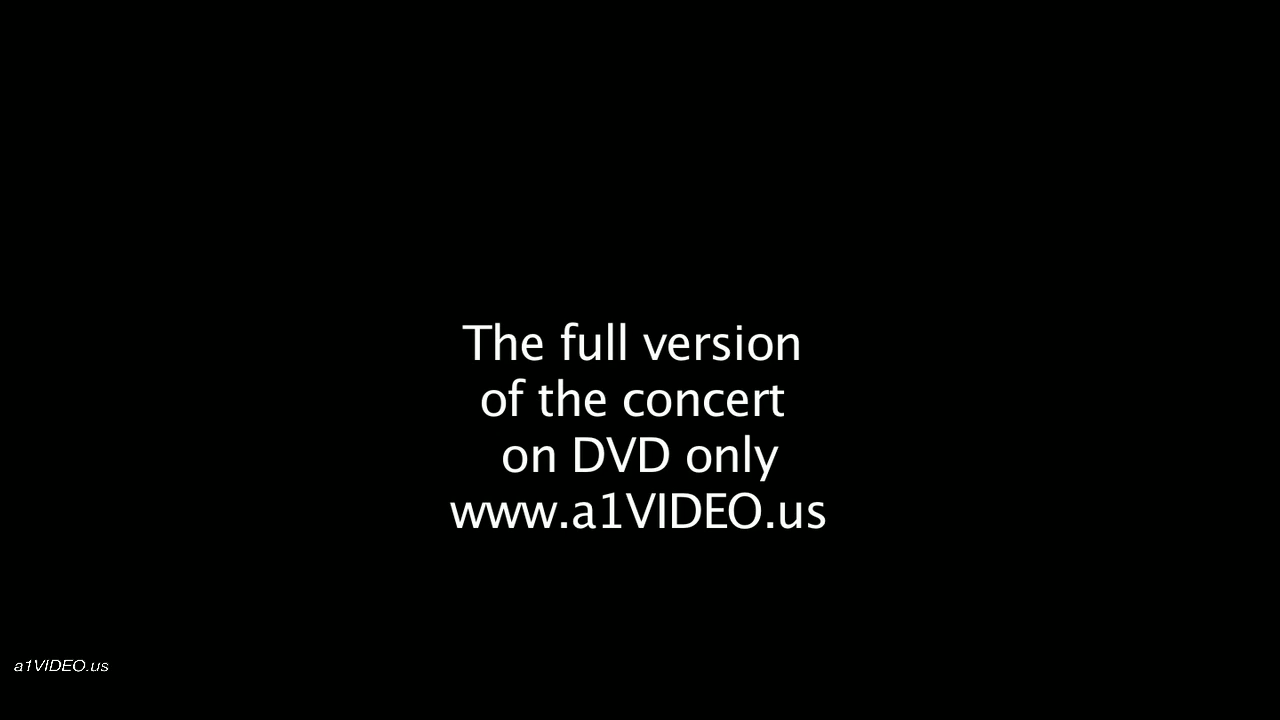 The full version
of the concert
on DVD only
www.a1VIDEO.us
a1VIDEO.us